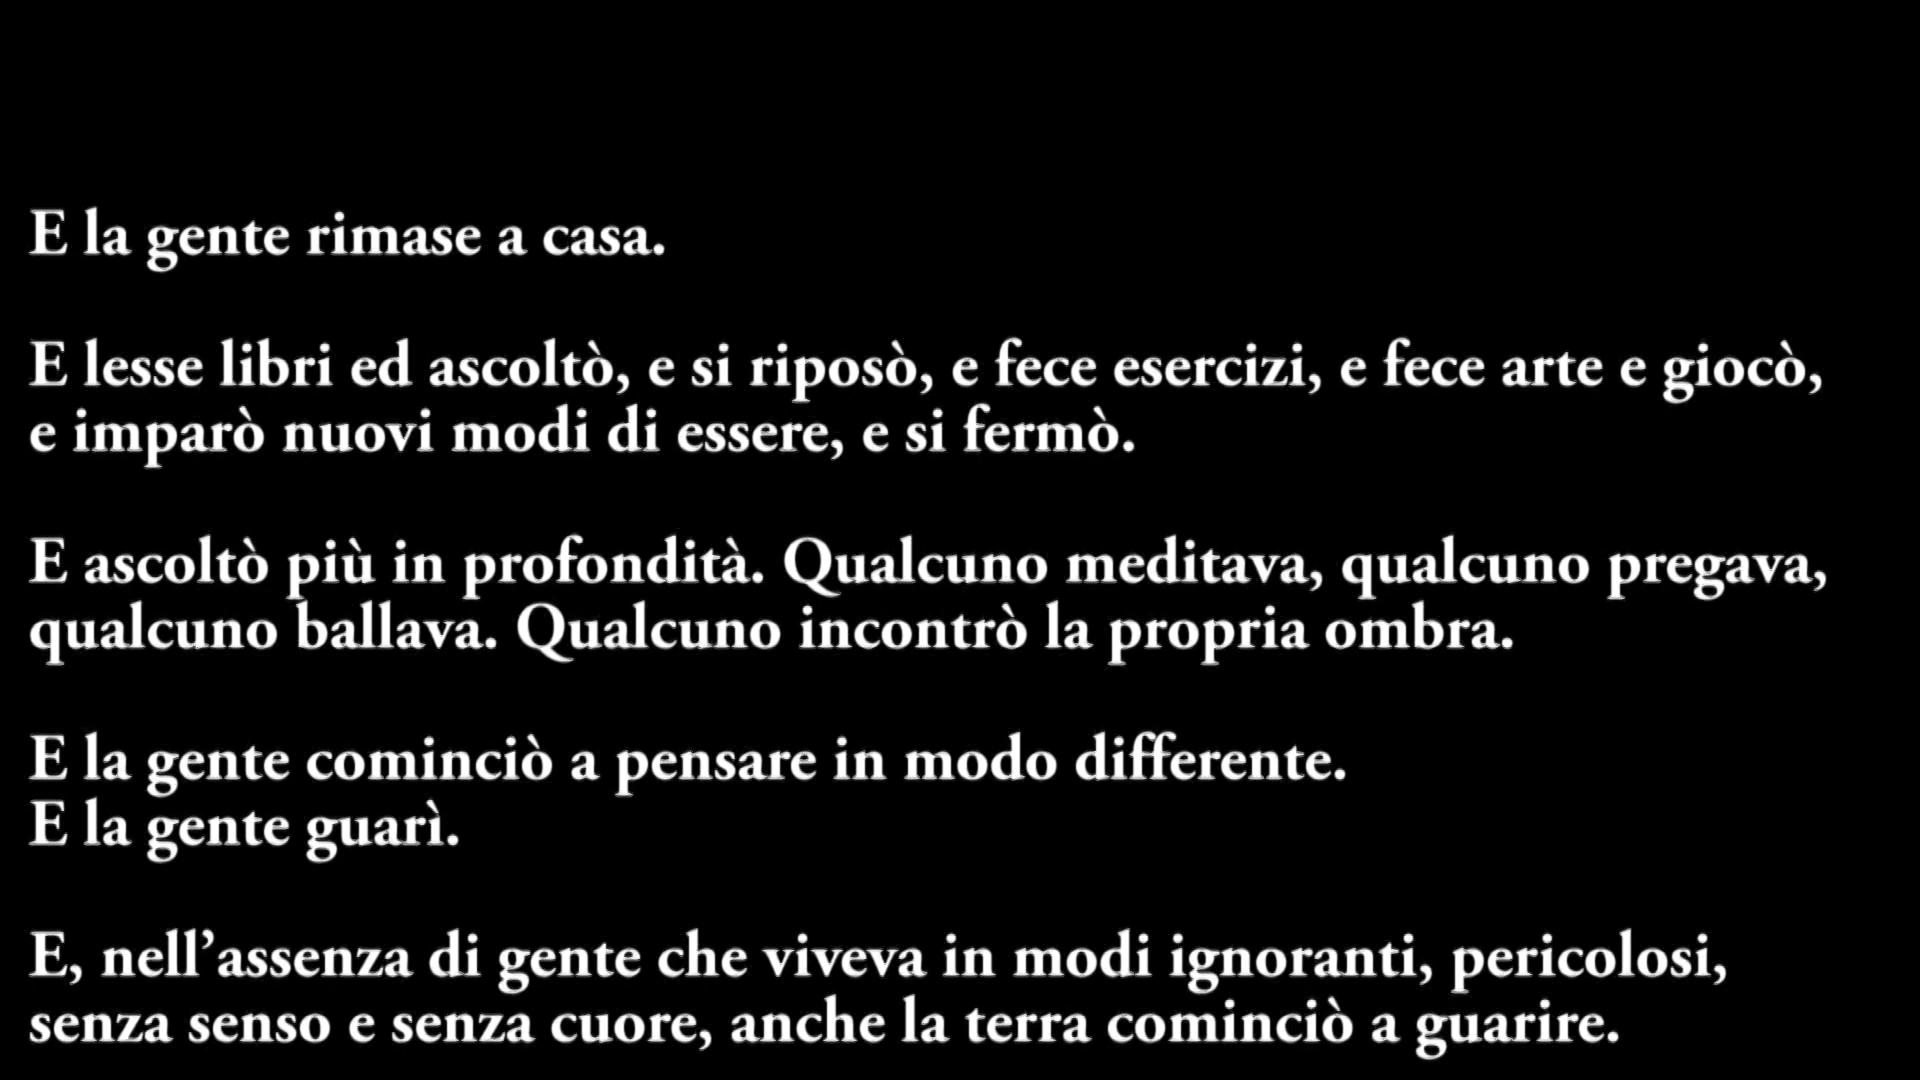 E la gente rimase a casa.
E lesse libri ed ascoltò, e si riposò, e fece esercizi, e fece arte e giocò,
e imparò nuovi modi di essere, e si fermò.
E ascoltò più in profondità. Qualcuno meditava, qualcuno pregava,
qualcuno ballava. Qualcuno incontrò la propria ombra.
E la gente cominciò a pensare in modo differente.
E la gente guarì.
E, nell’assenza di gente che viveva in modi ignoranti, pericolosi,
senza senso e senza cuore, anche la terra cominciò a guarire.